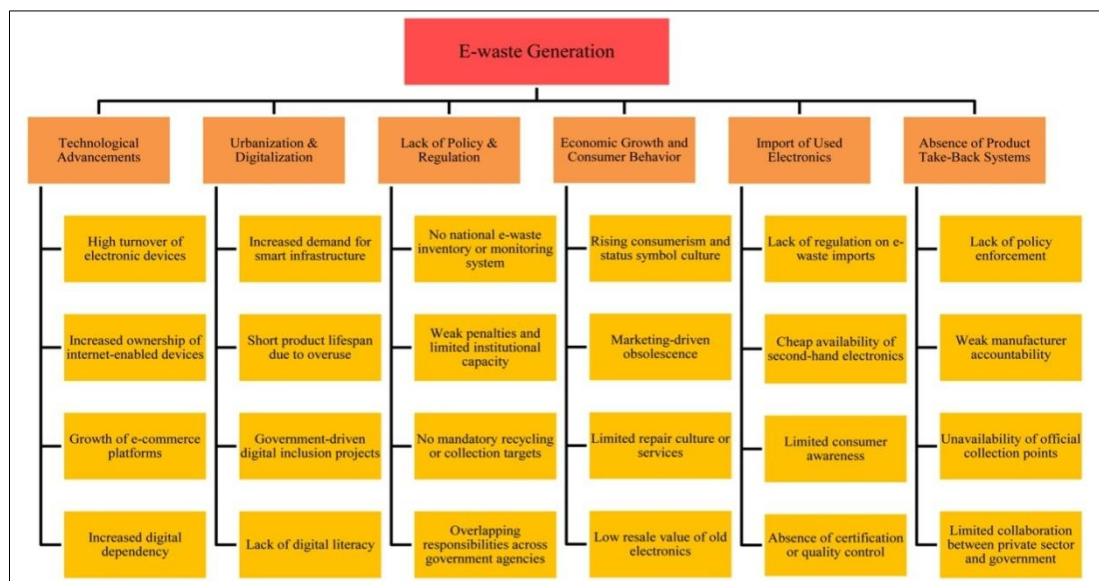 E-waste Generation
Technological
Advancements
Urbanization &
Digitalization
Lack of Policy &
Regulation
Economic Growth and
Consumer Behavior
Import of Used
Electronics
Absence of Product
Take-Back Systems
High turnover of
electronic devices
Increased demand for
smart infrastructure
No national e-waste
inventory or monitoring
system
Rising consumerism and
status symbol culture
Lack of regulation on e-
waste imports
Lack of policy
enforcement
Increased ownership of
internet-enabled devices
Short product lifespan
due to overuse
Weak penalties and
limited institutional
capacity
Marketing-driven
obsolescence
Cheap availability of
second-hand electronics
Weak manufacturer
accountability
Growth of e-commerce
platforms
Government-driven
digital inclusion projects
No mandatory recycling
or collection targets
Limited repair culture or
services
Limited consumer
awareness
Unavailability of official
collection points
Increased digital
dependency
Lack of digital literacy
Overlapping
responsibilities across
government agencies
Low resale value of old
electronics
Absence of certification
or quality control
Limited collaboration
between private sector
and government